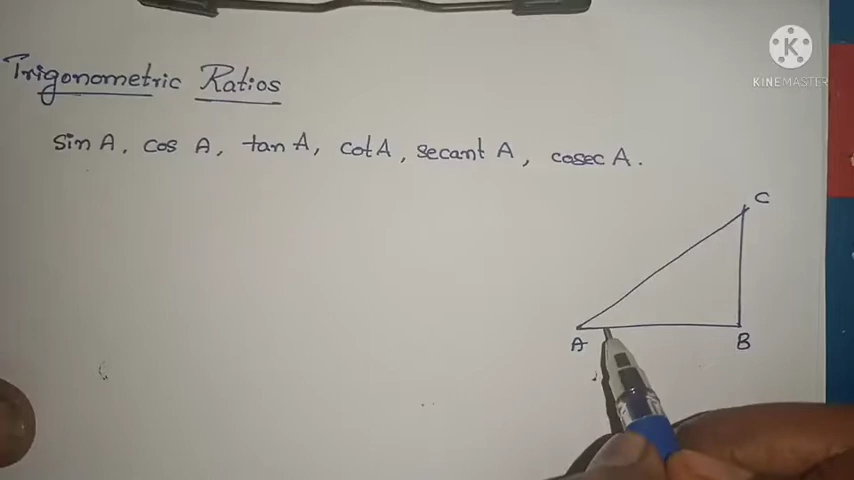 K
KINEMASTER
Trigonometric Ratios
sin A, cos A, tan A, cot A, secant A, cosec A.
C
A
B